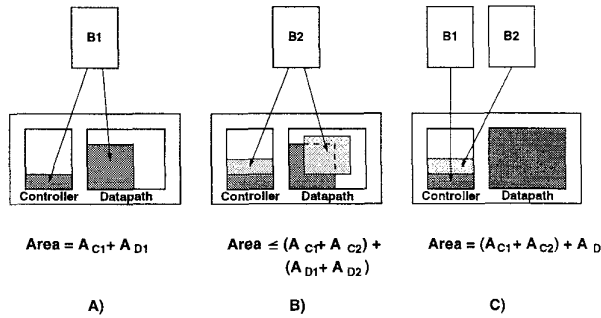 B1
B2
B1
B2
Controller
Datapath
Controller
Datapath
Controller
Datapath
Area = A C1 + A D1
Area ≤ (A C1 + A C2) +
(A D1 + A D2)
Area = (A C1 + A C2) + A D
A)
B)
C)